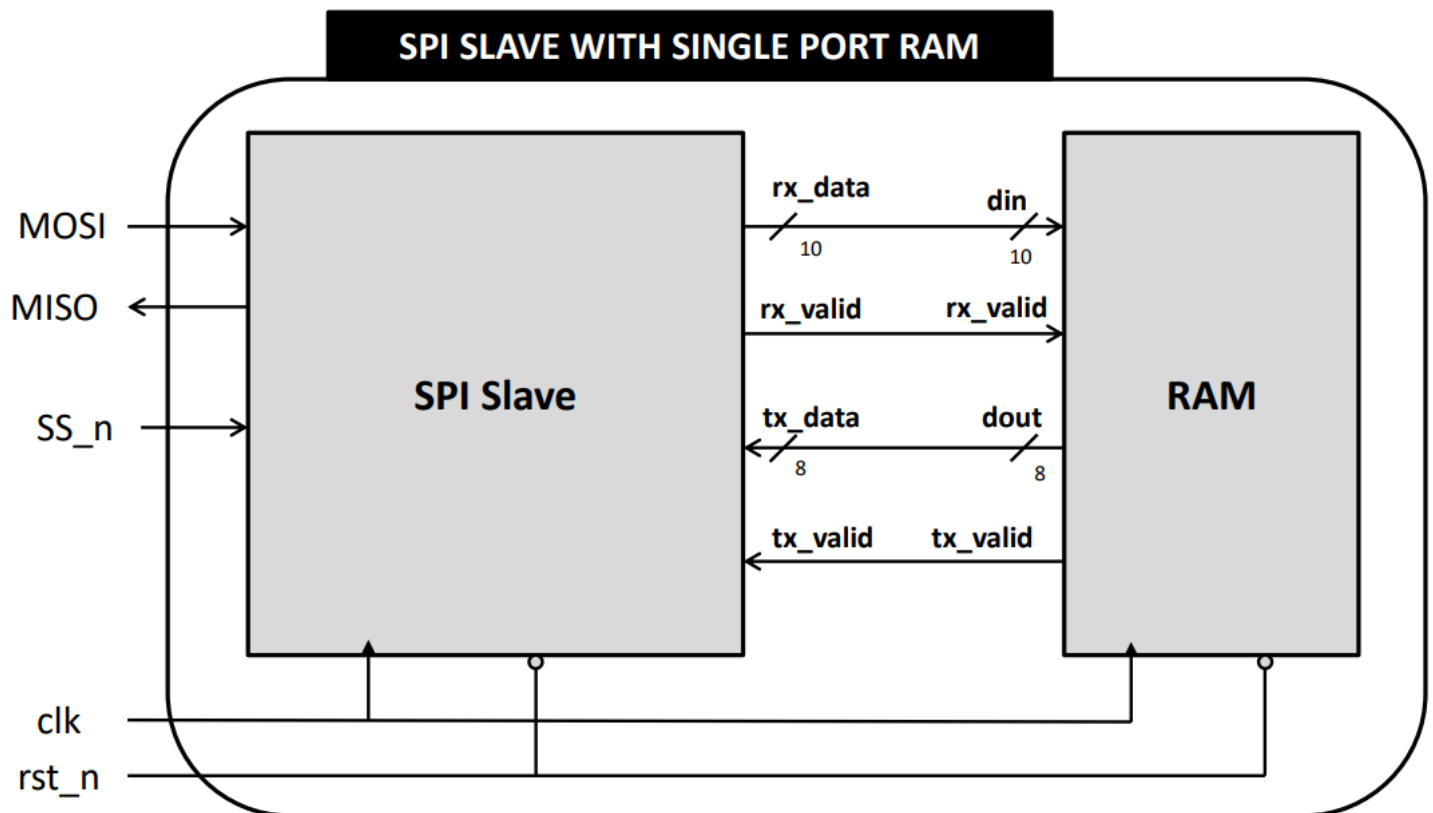 SPI SLAVE WITH SINGLE PORT RAM
rx_data
din
MOSI
10
10
MISO
rx_valid
rx_valid
SPI Slave
RAM
SS_n
tx_data
dout
8
8
tx_valid
tx_valid
clk
rst_n